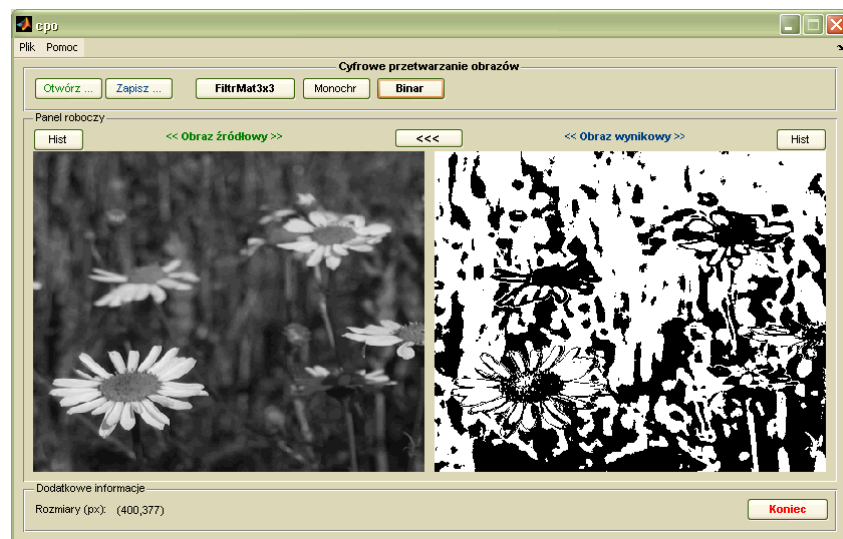 cpo
Plik Pomoc
Cyfrowe przetwarzanie obrazów
Otwórz ... Zapisz ... FiltrMat3x3 Monochr Binar
Panel roboczy
Hist << Obraz źródłowy >> <<< << Obraz wynikowy >> Hist
Dodatkowe informacje
Rozmiary (px): (400,377) Koniec